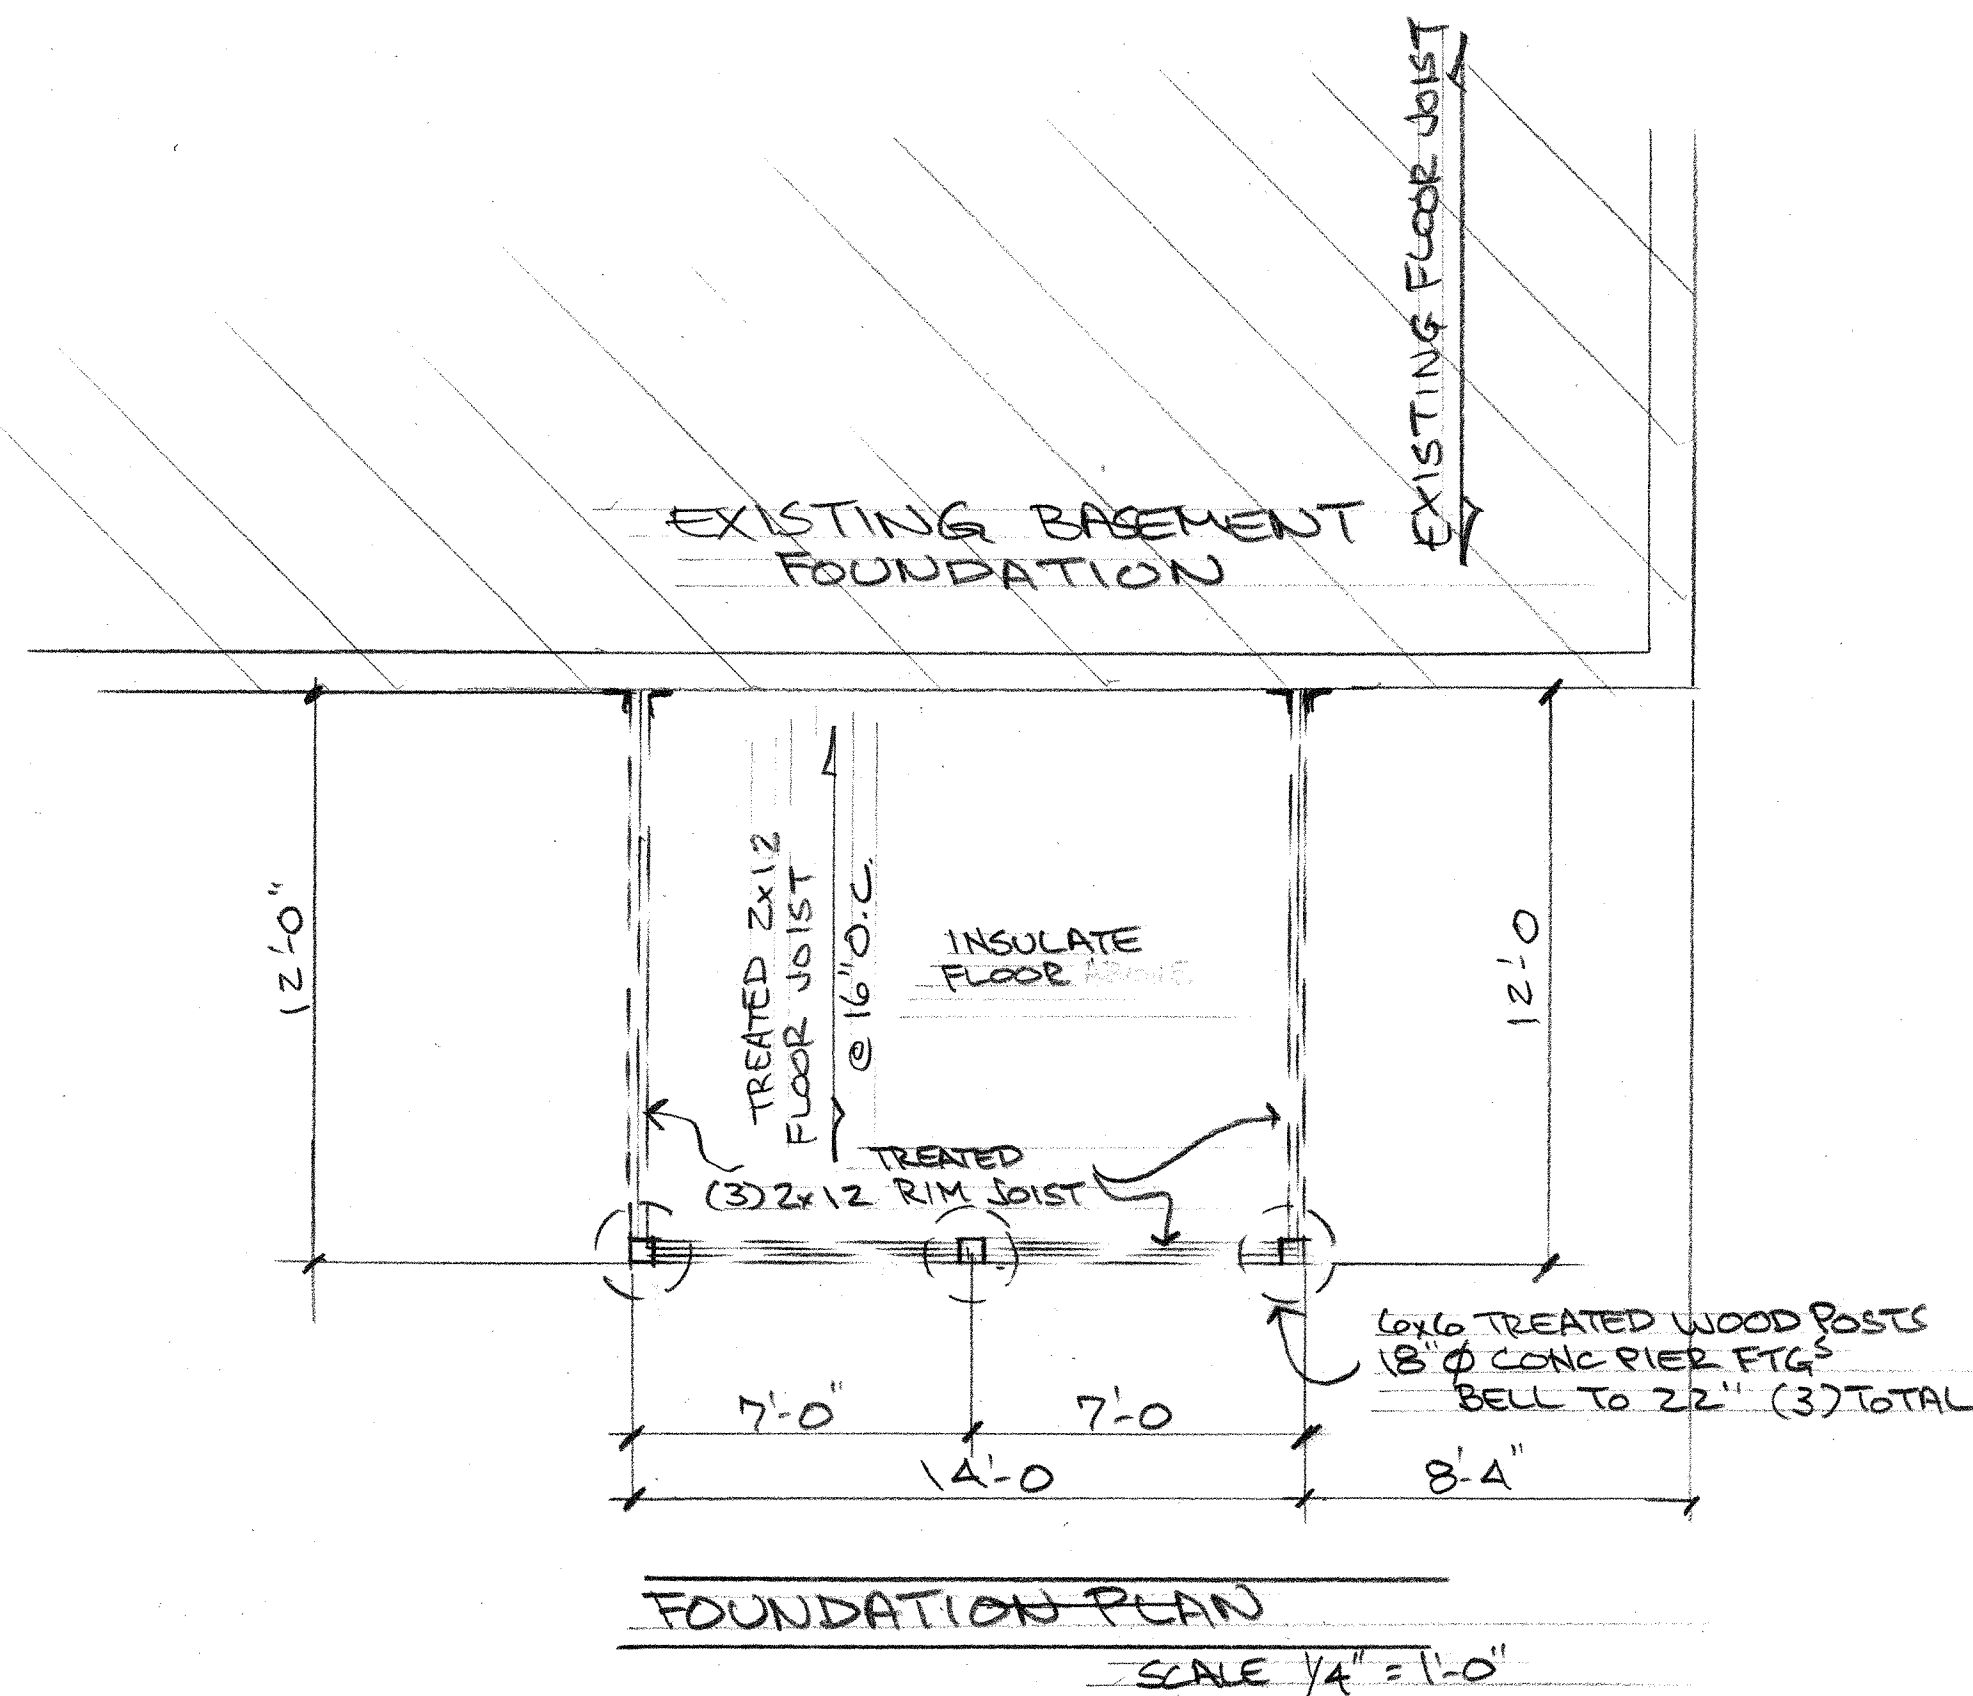 EXISTING FLOOR JOIST
EXISTING BASEMENT
FOUNDATION
12'-0"
TREATED 2x12
FLOOR JOIST
@ 16" O.C.
INSULATE
FLOOR ABOVE
12'-0
TREATED
(3) 2x12 RIM JOIST
6x6 TREATED WOOD POSTS
18" Ø CONC PIER FTGS
BELL TO 22" (3) TOTAL
7'-0"
7'-0
14'-0
8'-4"
FOUNDATION PLAN
SCALE 1/4" = 1'-0"